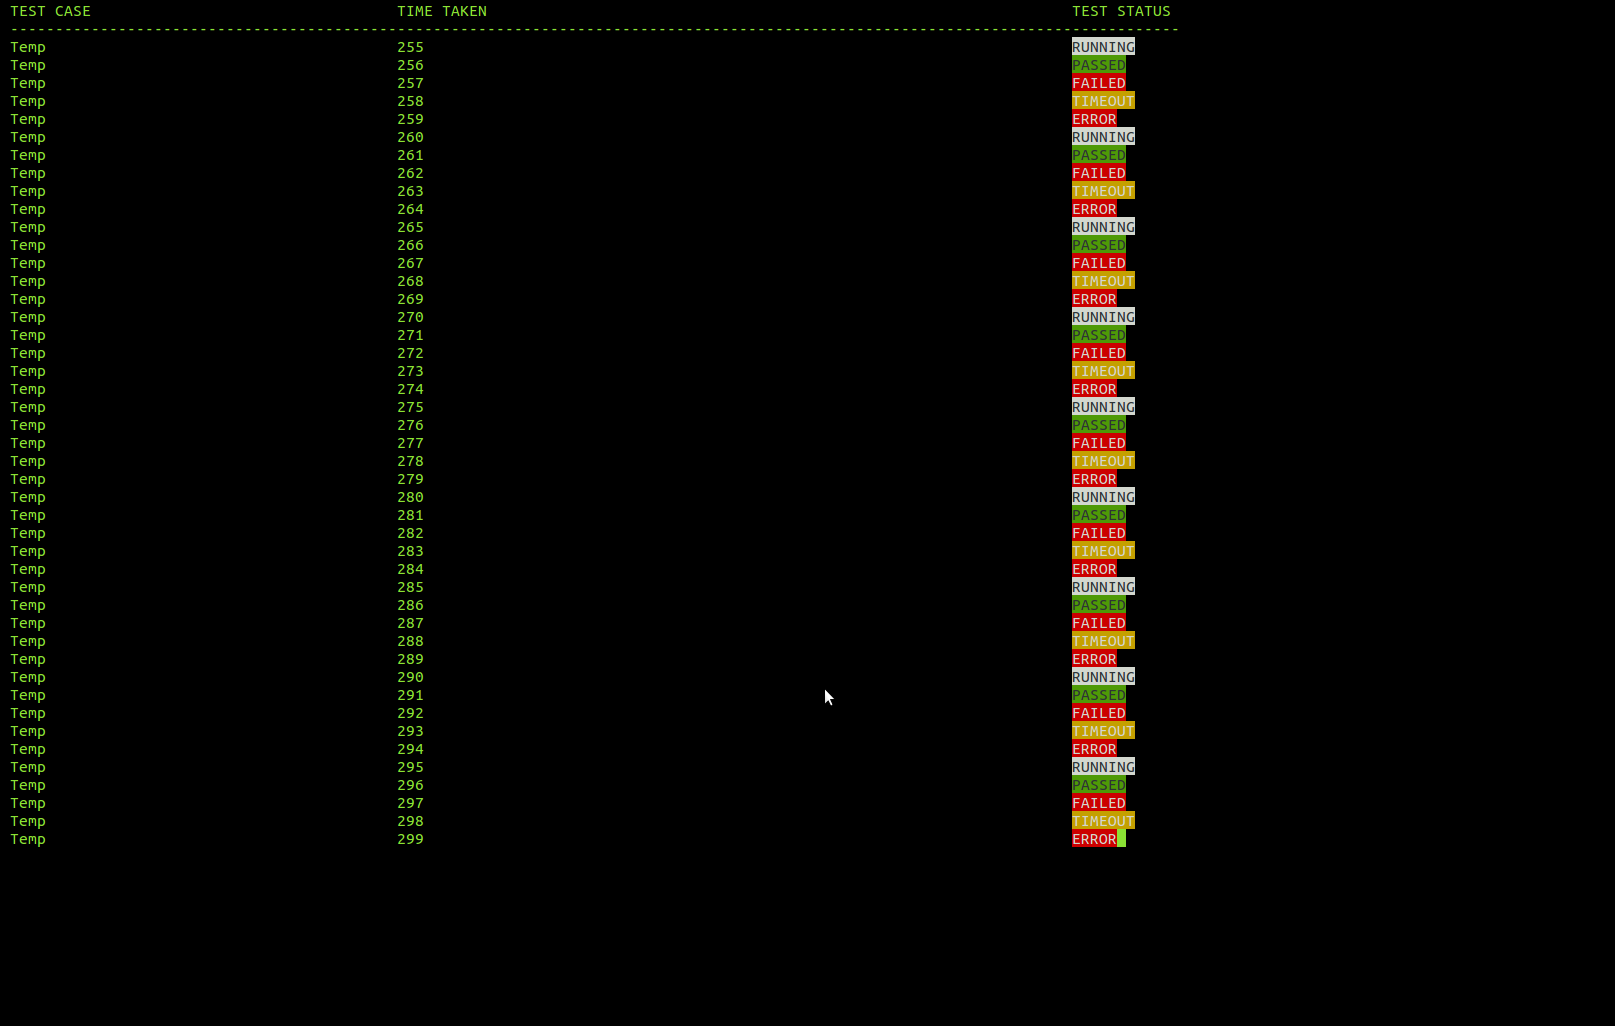 TEST CASE TIME TAKEN TEST STATUS
----------------------------------------------------------------------------------------------------------------------------------
Temp 255 RUNNING
Temp 256 PASSED
Temp 257 FAILED
Temp 258 TIMEOUT
Temp 259 ERROR
Temp 260 RUNNING
Temp 261 PASSED
Temp 262 FAILED
Temp 263 TIMEOUT
Temp 264 ERROR
Temp 265 RUNNING
Temp 266 PASSED
Temp 267 FAILED
Temp 268 TIMEOUT
Temp 269 ERROR
Temp 270 RUNNING
Temp 271 PASSED
Temp 272 FAILED
Temp 273 TIMEOUT
Temp 274 ERROR
Temp 275 RUNNING
Temp 276 PASSED
Temp 277 FAILED
Temp 278 TIMEOUT
Temp 279 ERROR
Temp 280 RUNNING
Temp 281 PASSED
Temp 282 FAILED
Temp 283 TIMEOUT
Temp 284 ERROR
Temp 285 RUNNING
Temp 286 PASSED
Temp 287 FAILED
Temp 288 TIMEOUT
Temp 289 ERROR
Temp 290 RUNNING
Temp 291 PASSED
Temp 292 FAILED
Temp 293 TIMEOUT
Temp 294 ERROR
Temp 295 RUNNING
Temp 296 PASSED
Temp 297 FAILED
Temp 298 TIMEOUT
Temp 299 ERROR